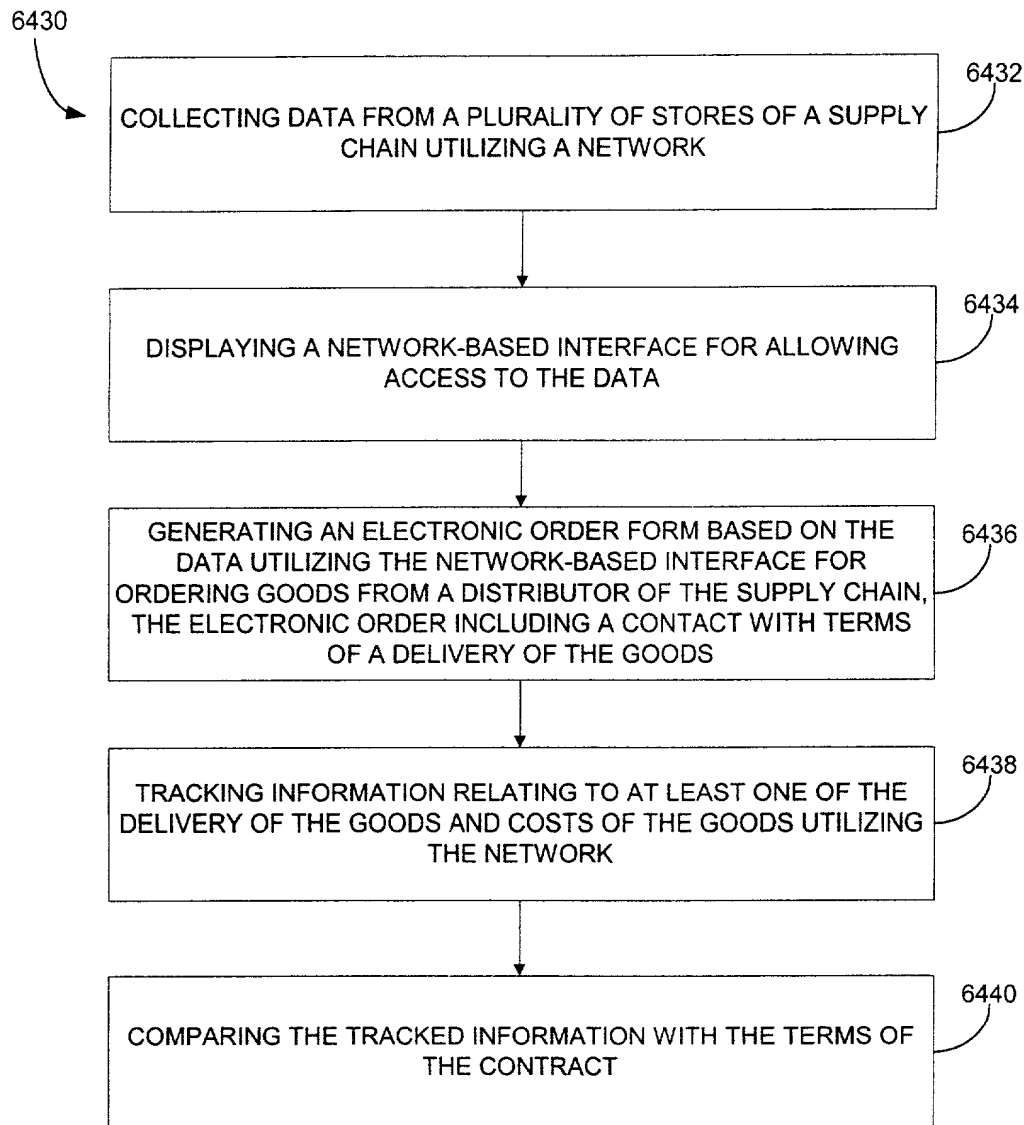 6430
6432
COLLECTING DATA FROM A PLURALITY OF STORES OF A SUPPLY
CHAIN UTILIZING A NETWORK
6434
DISPLAYING A NETWORK-BASED INTERFACE FOR ALLOWING
ACCESS TO THE DATA
6436
GENERATING AN ELECTRONIC ORDER FORM BASED ON THE
DATA UTILIZING THE NETWORK-BASED INTERFACE FOR
ORDERING GOODS FROM A DISTRIBUTOR OF THE SUPPLY CHAIN,
THE ELECTRONIC ORDER INCLUDING A CONTACT WITH TERMS
OF A DELIVERY OF THE GOODS
6438
TRACKING INFORMATION RELATING TO AT LEAST ONE OF THE
DELIVERY OF THE GOODS AND COSTS OF THE GOODS UTILIZING
THE NETWORK
6440
COMPARING THE TRACKED INFORMATION WITH THE TERMS OF
THE CONTRACT